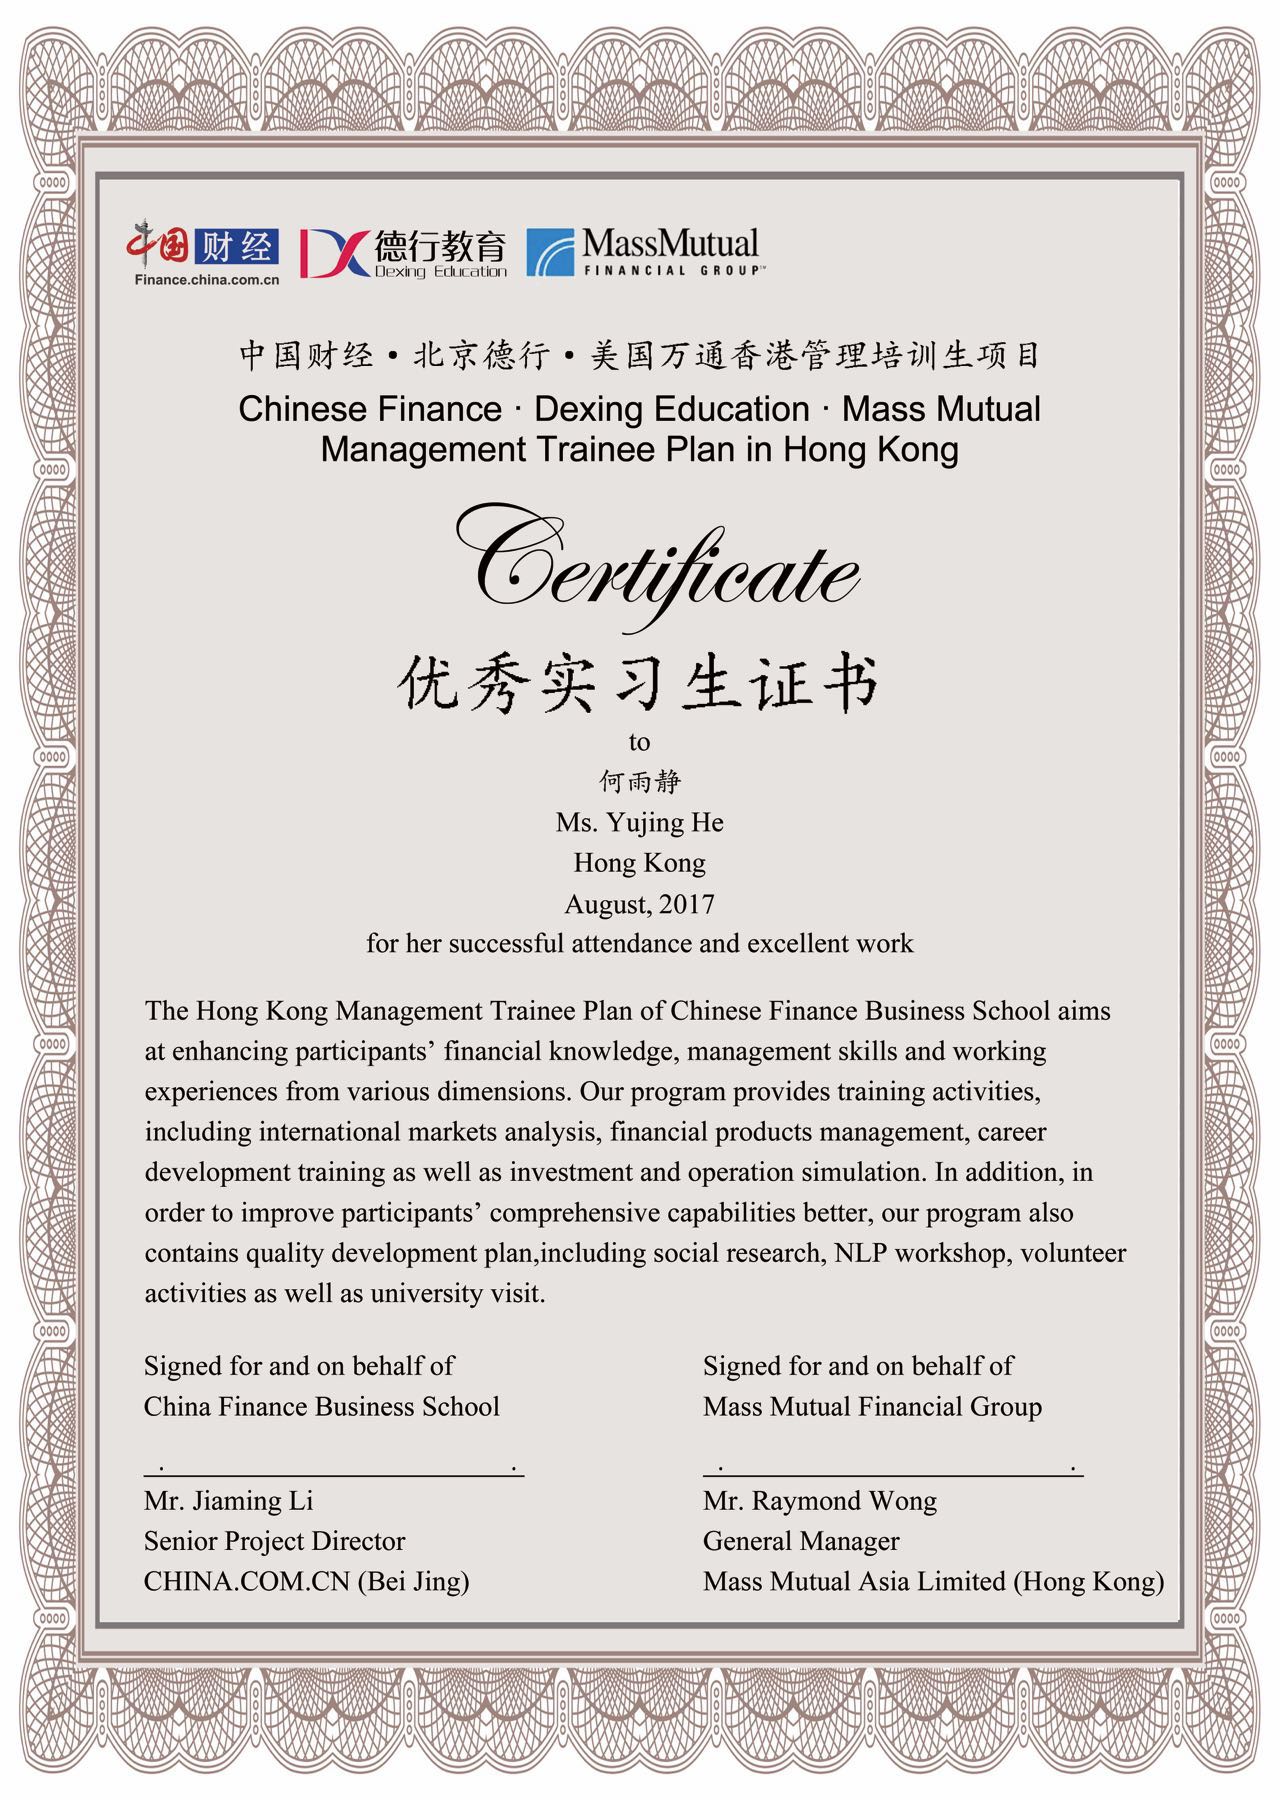 中国财经 德行教育 MassMutual
Finance.china.com.cn Dexing Education FINANCIAL GROUP℠
中国财经·北京德行·美国万通香港管理培训生项目
Chinese Finance · Dexing Education · Mass Mutual
Management Trainee Plan in Hong Kong
Certificate
优秀实习生证书
to
何雨静
Ms. Yujing He
Hong Kong
August, 2017
for her successful attendance and excellent work
The Hong Kong Management Trainee Plan of Chinese Finance Business School aims
at enhancing participants’ financial knowledge, management skills and working
experiences from various dimensions. Our program provides training activities,
including international markets analysis, financial products management, career
development training as well as investment and operation simulation. In addition, in
order to improve participants’ comprehensive capabilities better, our program also
contains quality development plan,including social research, NLP workshop, volunteer
activities as well as university visit.
Signed for and on behalf of
China Finance Business School
Mr. Jiaming Li
Senior Project Director
CHINA.COM.CN (Bei Jing)
Signed for and on behalf of
Mass Mutual Financial Group
Mr. Raymond Wong
General Manager
Mass Mutual Asia Limited (Hong Kong)